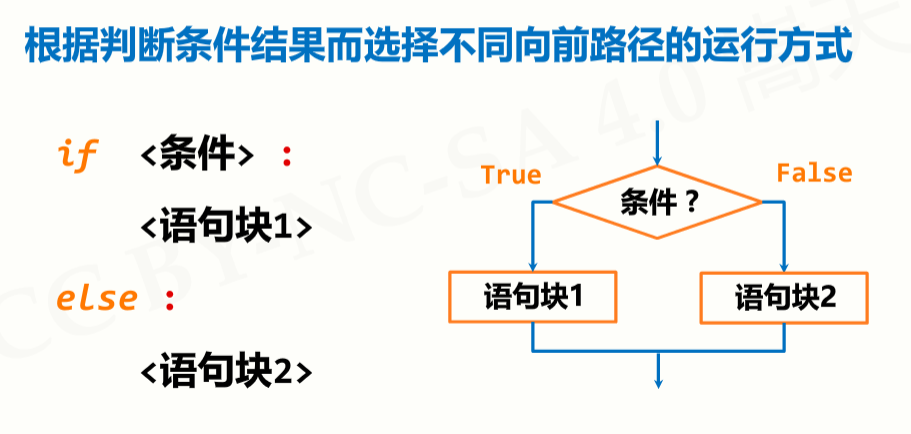 根据判断条件结果而选择不同向前路径的运行方式
if <条件> :
<语句块1>
else :
<语句块2>
True
False
条件？
语句块1
语句块2
CC BY-NC-SA 4.0 嵩天